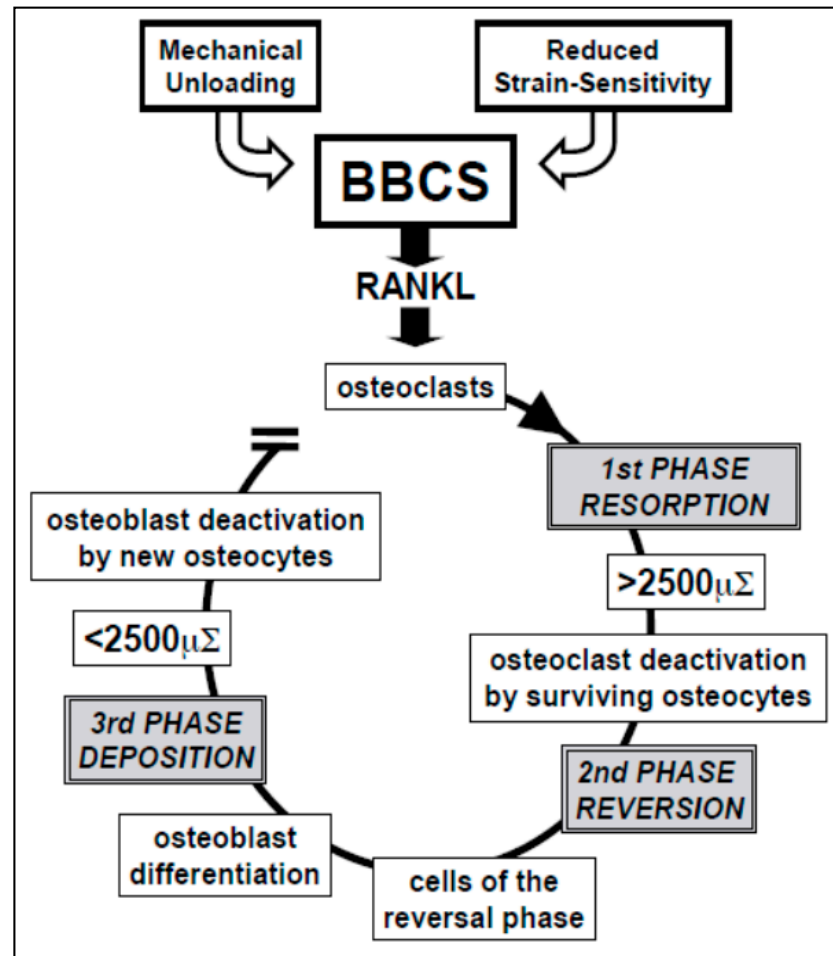 Mechanical
Unloading
Reduced
Strain-Sensitivity
BBCS
RANKL
osteoclasts
1st PHASE
RESORPTION
>2500μΣ
osteoclast deactivation
by surviving osteocytes
2nd PHASE
REVERSION
cells of the
reversal phase
osteoblast
differentiation
3rd PHASE
DEPOSITION
<2500μΣ
osteoblast deactivation
by new osteocytes